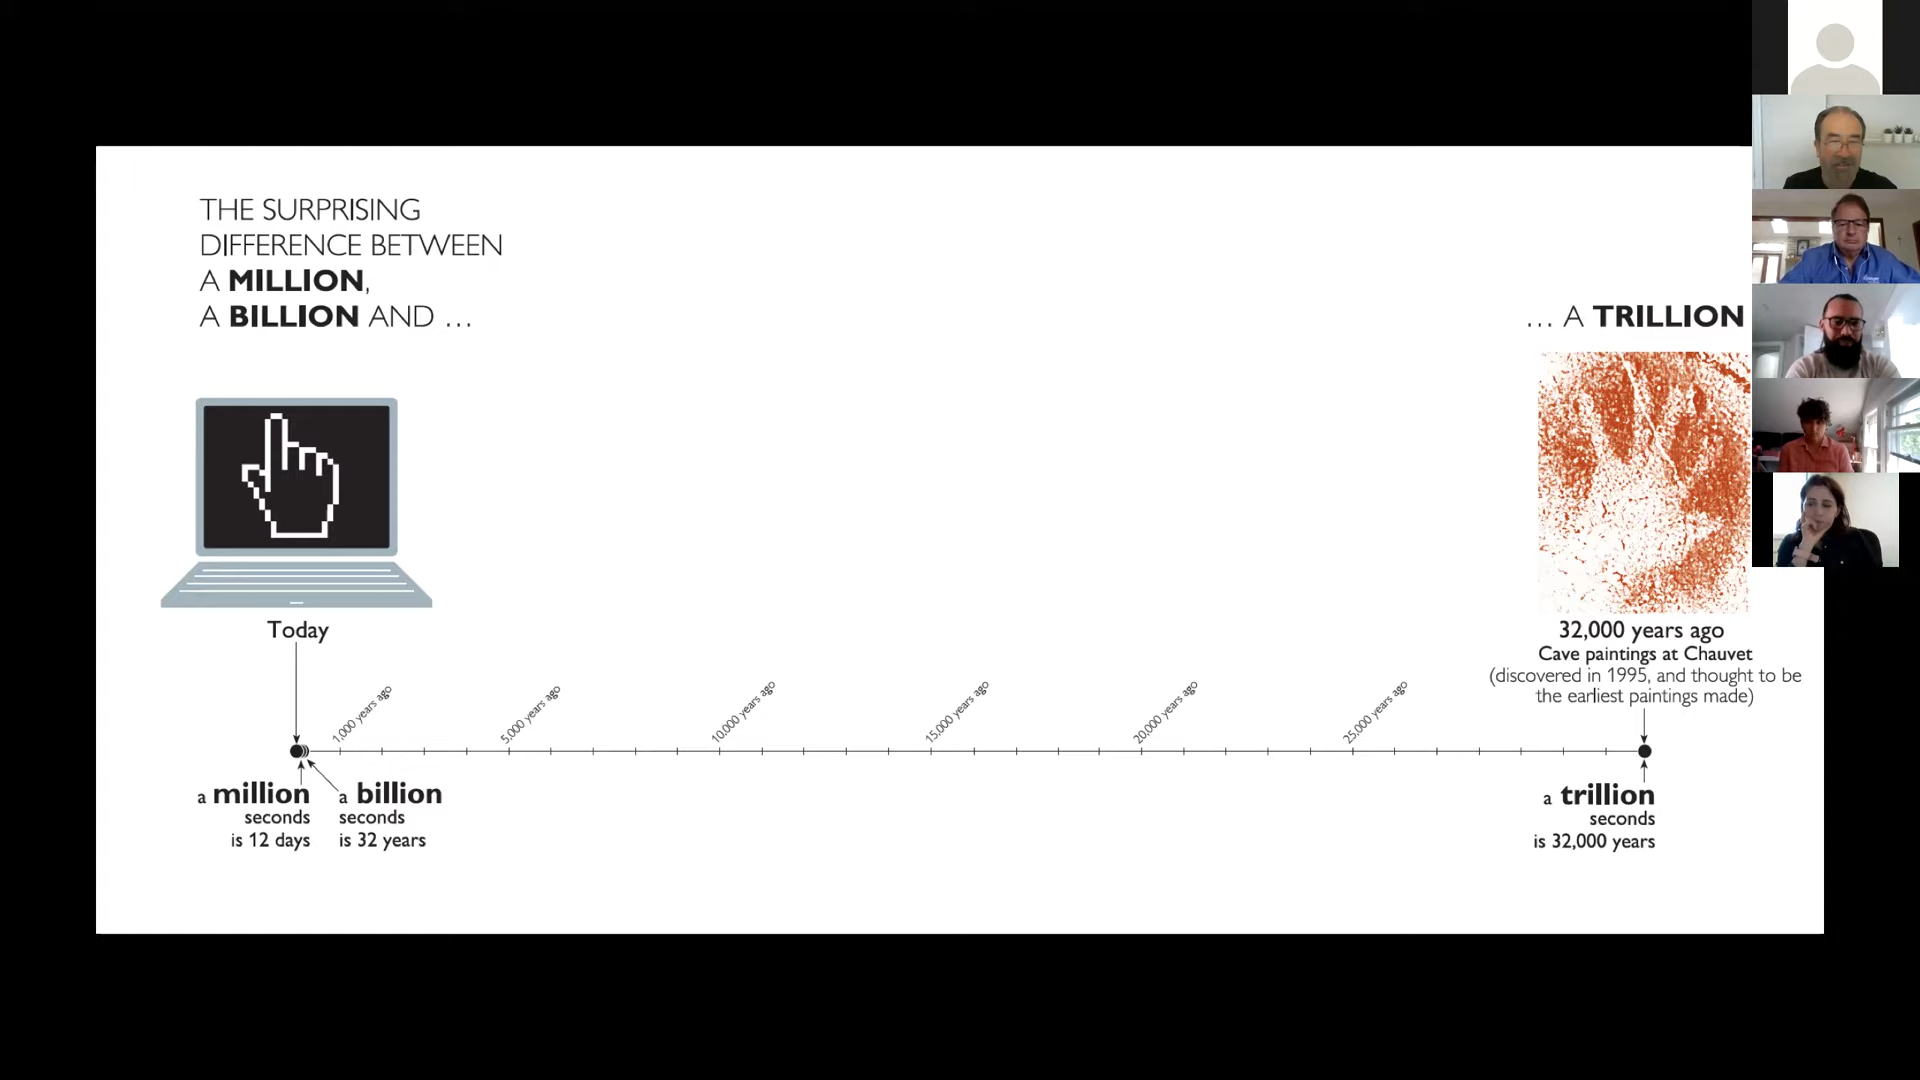 THE SURPRISING
DIFFERENCE BETWEEN
A MILLION,
A BILLION AND ...
... A TRILLION
Today
32,000 years ago
Cave paintings at Chauvet
(discovered in 1995, and thought to be
the earliest paintings made)
1,000 years ago
5,000 years ago
10,000 years ago
15,000 years ago
20,000 years ago
25,000 years ago
a million
seconds
is 12 days
a billion
seconds
is 32 years
a trillion
seconds
is 32,000 years